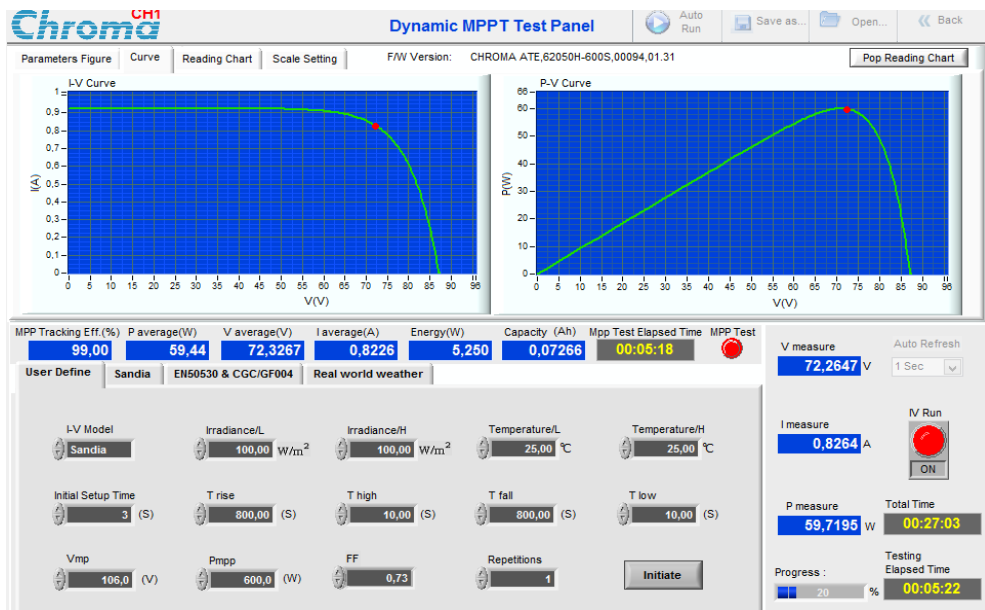 Chroma CH1
Dynamic MPPT Test Panel
Auto Run
Save as...
Open...
Back
Parameters Figure
Curve
Reading Chart
Scale Setting
F/W Version: CHROMA ATE,62050H-600S,00094,01.31
Pop Reading Chart
I-V Curve
1
0,9
0,8
0,7
0,6
0,5
0,4
0,3
0,2
0,1
0
I(A)
0 5 10 15 20 25 30 35 40 45 50 55 60 65 70 75 80 85 90 96
V(V)
P-V Curve
66
60
50
40
30
20
10
0
P(W)
0 5 10 15 20 25 30 35 40 45 50 55 60 65 70 75 80 85 90 96
V(V)
MPP Tracking Eff.(%) P average(W) V average(V) I average(A) Energy(W) Capacity (Ah) Mpp Test Elapsed Time MPP Test
99,00 59,44 72,3267 0,8226 5,250 0,07266 00:05:18
User Define
Sandia
EN50530 & CGC/GF004
Real world weather
I-V Model Irradiance/L Irradiance/H Temperature/L Temperature/H
Sandia 100,00 W/m² 100,00 W/m² 25,00 ℃ 25,00 ℃
Initial Setup Time T rise T high T fall T low
3 (S) 800,00 (S) 10,00 (S) 800,00 (S) 10,00 (S)
Vmp Pmpp FF Repetitions
106,0 (V) 600,0 (W) 0,73 1
Initiate
V measure
72,2647 V
Auto Refresh
1 Sec
I measure
0,8264 A
IV Run
ON
P measure
59,7195 W
Total Time
00:27:03
Progress :
20 %
Testing
Elapsed Time
00:05:22